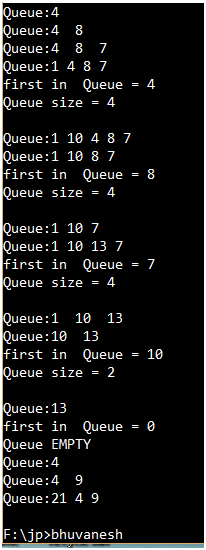 Queue:4
Queue:4  8
Queue:4  8  7
Queue:1 4 8 7
first in  Queue = 4
Queue size = 4

Queue:1 10 4 8 7
Queue:1 10 8 7
first in  Queue = 8
Queue size = 4

Queue:1 10 7
Queue:1 10 13 7
first in  Queue = 7
Queue size = 4

Queue:1  10  13
Queue:10  13
first in  Queue = 10
Queue size = 2

Queue:13
first in  Queue = 0
Queue EMPTY
Queue:4
Queue:4  9
Queue:21 4 9

F:\jp>bhuvanesh